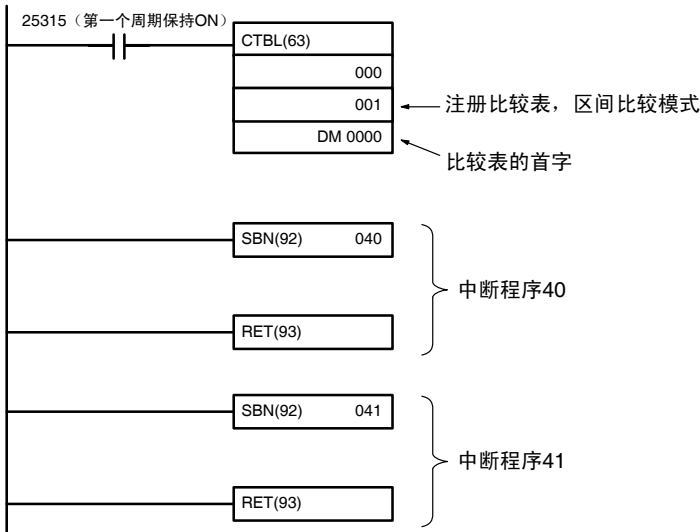 25315（第一个周期保持ON）
CTBL(63)
000
001
注册比较表，区间比较模式
DM 0000
比较表的首字
SBN(92) 040
中断程序40
RET(93)
SBN(92) 041
中断程序41
RET(93)